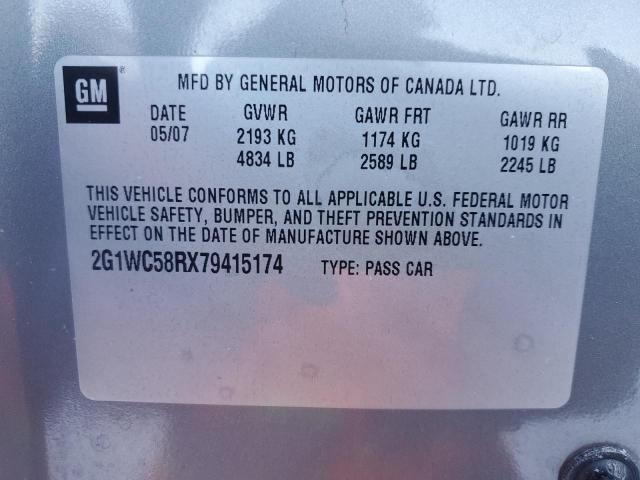 GM
MFD BY GENERAL MOTORS OF CANADA LTD.
DATE GVWR GAWR FRT GAWR RR
05/07 2193 KG 1174 KG 1019 KG
4834 LB 2589 LB 2245 LB
THIS VEHICLE CONFORMS TO ALL APPLICABLE U.S. FEDERAL MOTOR
VEHICLE SAFETY, BUMPER, AND THEFT PREVENTION STANDARDS IN
EFFECT ON THE DATE OF MANUFACTURE SHOWN ABOVE.
2G1WC58RX79415174 TYPE: PASS CAR